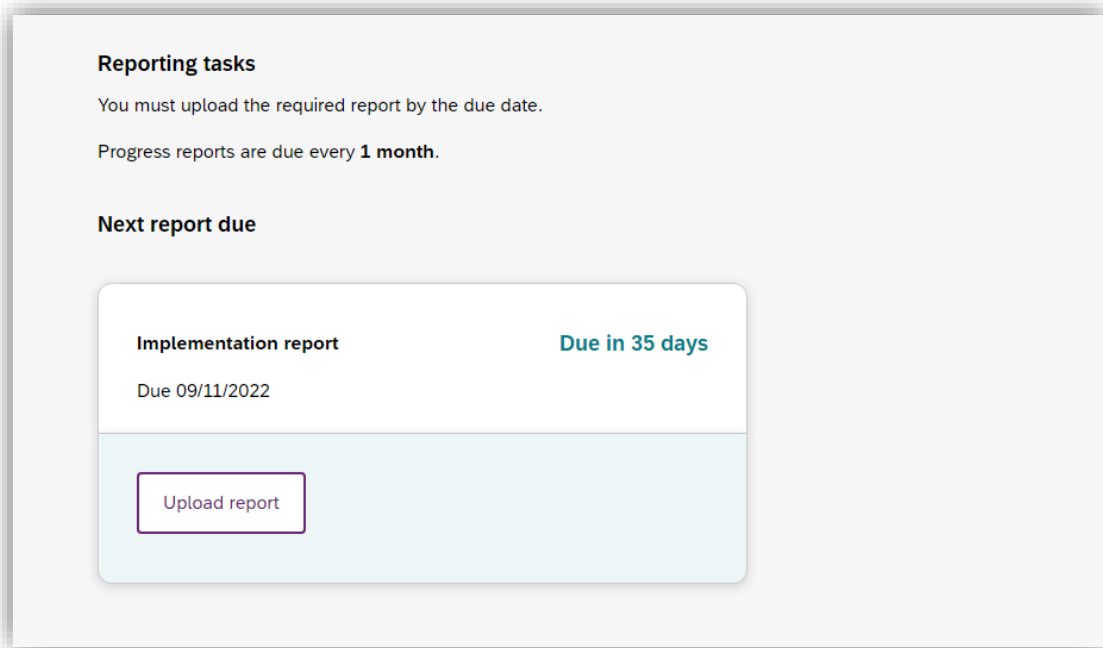 Reporting tasks
You must upload the required report by the due date.
Progress reports are due every 1 month.
Next report due
Implementation report
Due in 35 days
Due 09/11/2022
Upload report